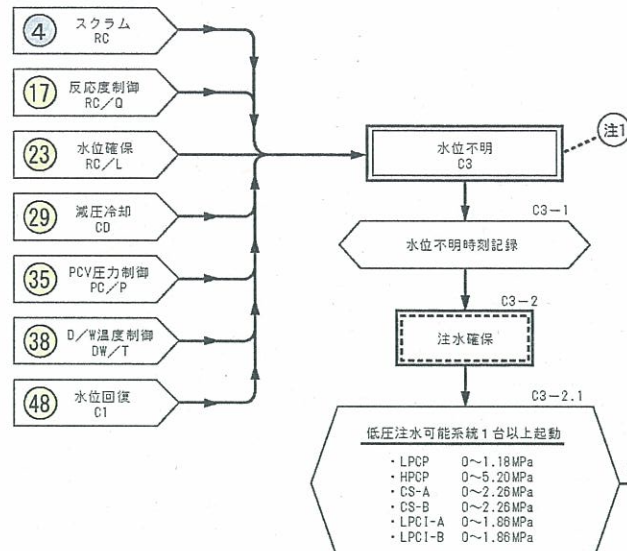 4 スクラム
RC
17 反応度制御
RC/Q
23 水位確保
RC/L
29 減圧冷却
CD
35 PCV圧力制御
PC/P
38 D/W温度制御
DW/T
48 水位回復
C1
水位不明
C3
注1
C3-1
水位不明時刻記録
C3-2
注水確保
C3-2.1
低圧注水可能系統1台以上起動
・LPCP 0~1.18MPa
・HPCP 0~5.20MPa
・CS-A 0~2.26MPa
・CS-B 0~2.26MPa
・LPCI-A 0~1.86MPa
・LPCI-B 0~1.86MPa